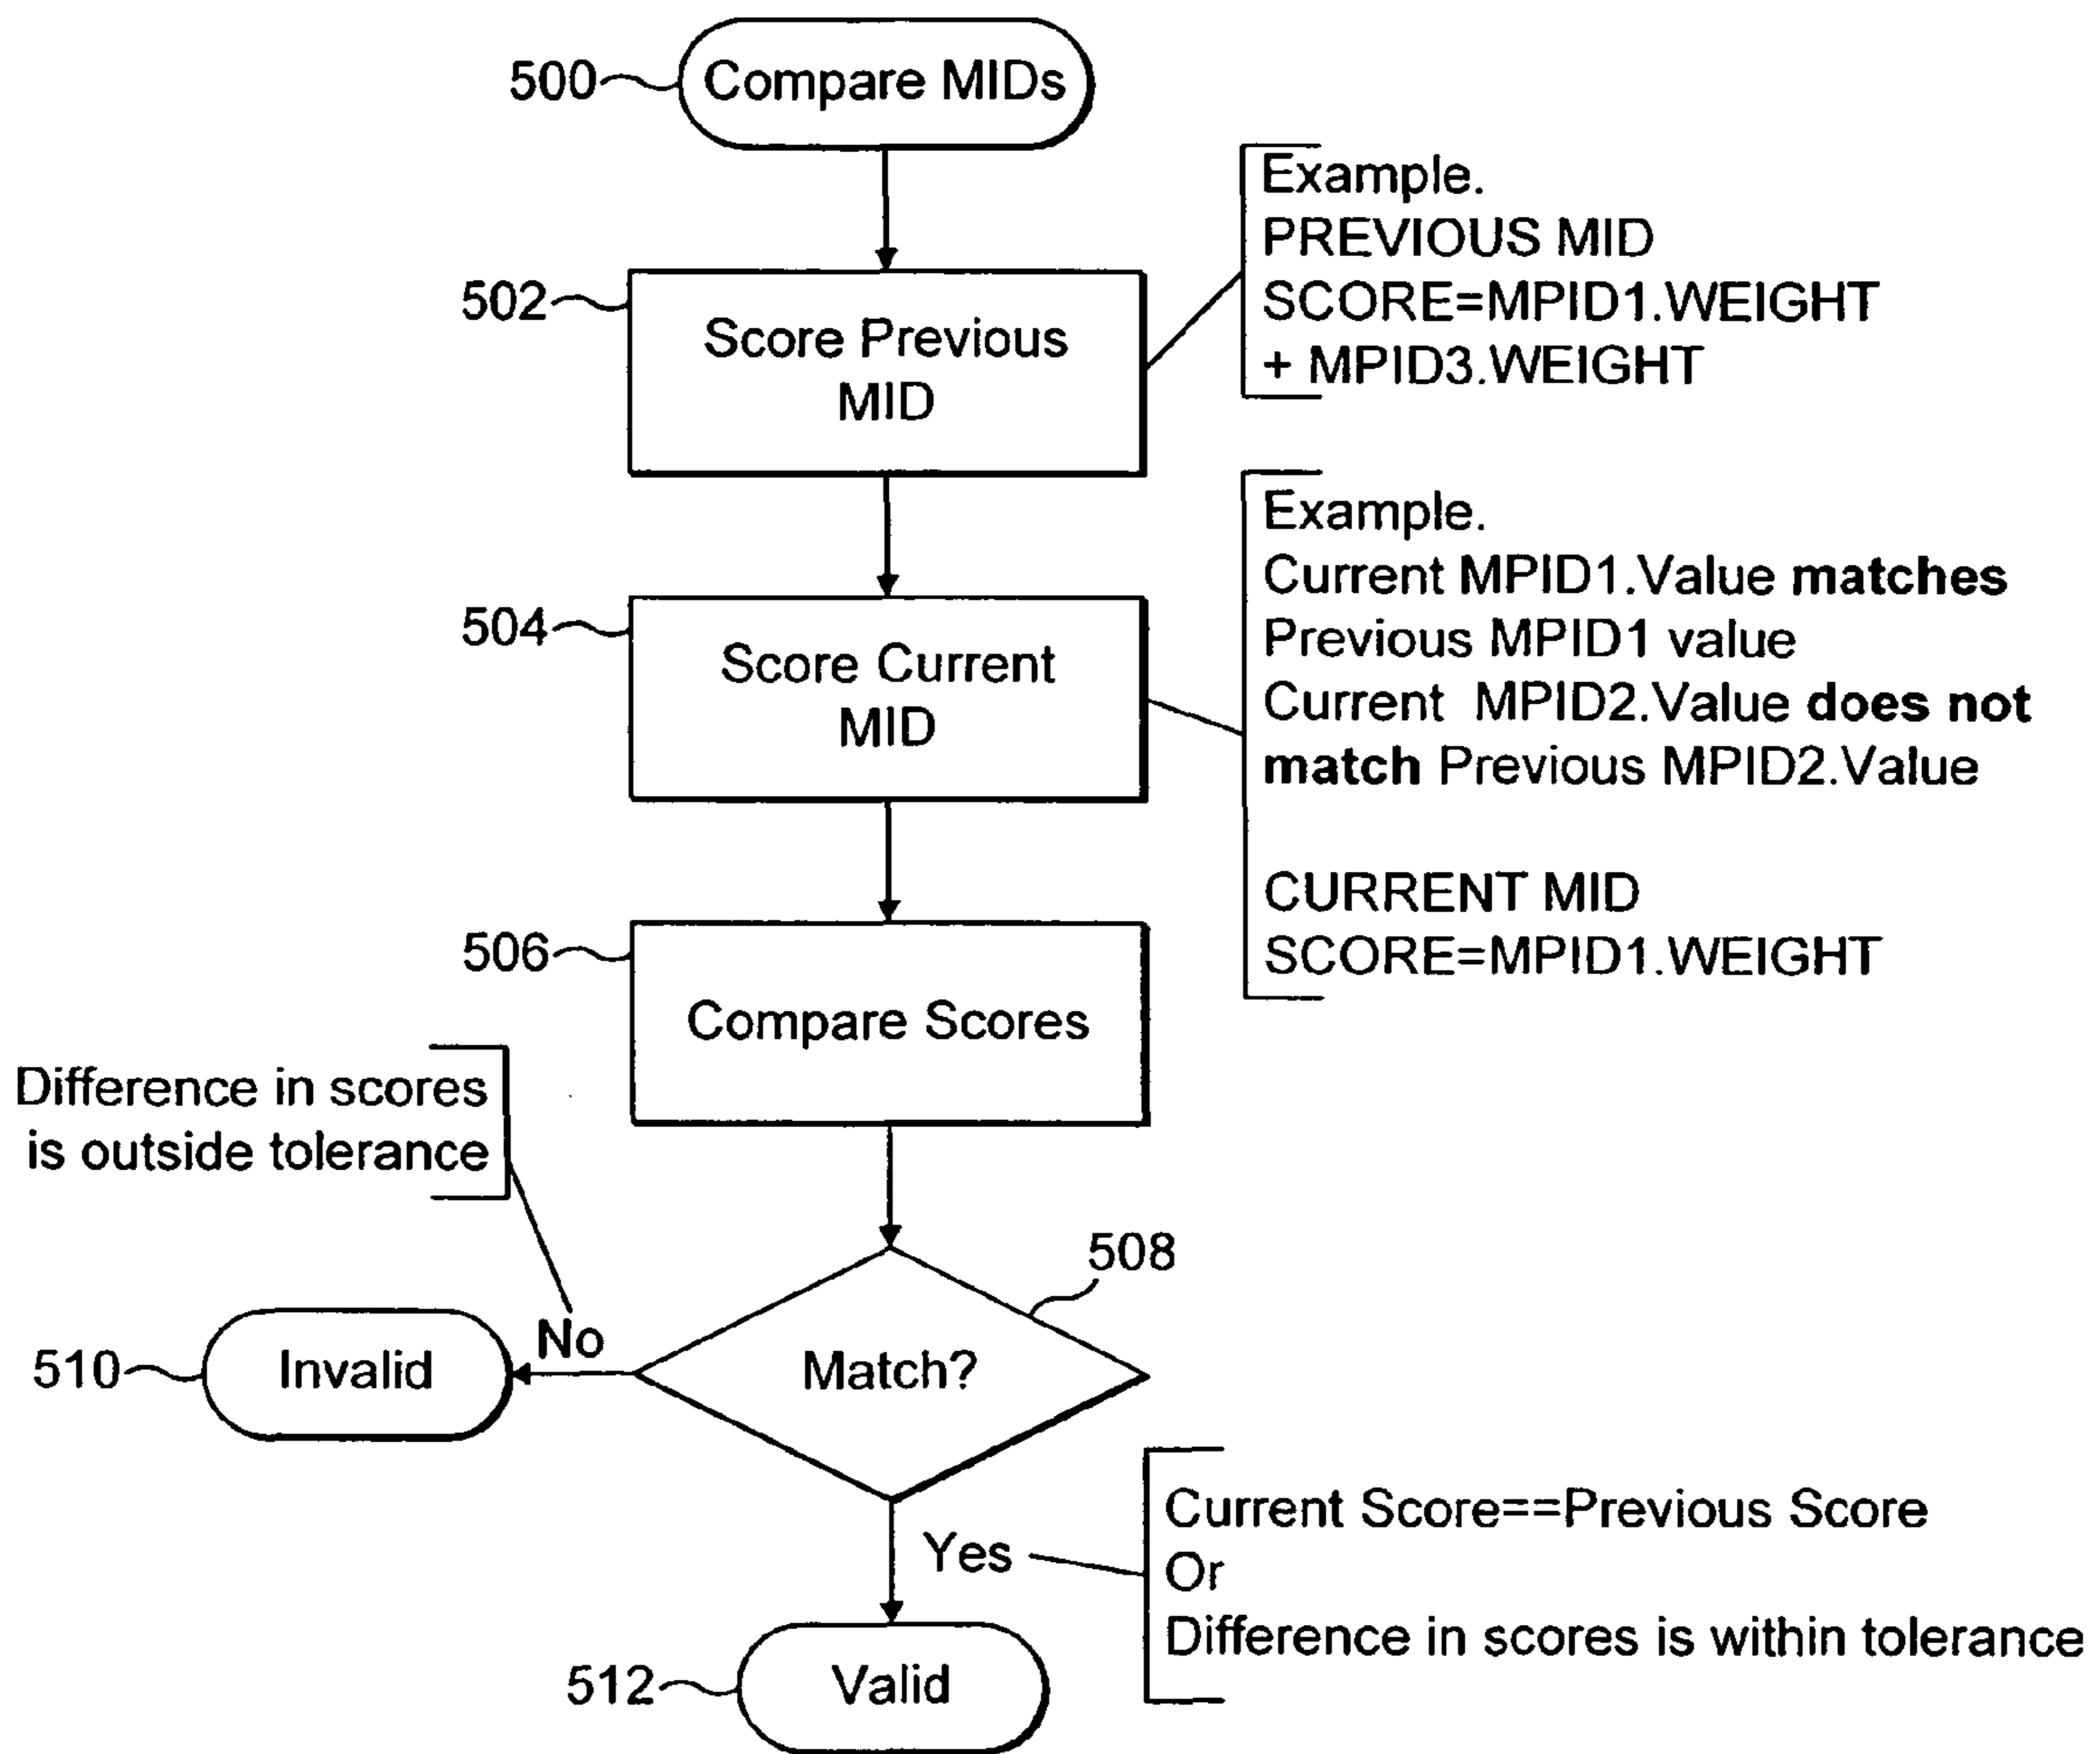 500
Compare MIDs
Example.
PREVIOUS MID
SCORE=MPID1.WEIGHT
+ MPID3.WEIGHT
502
Score Previous
MID
Example.
Current MPID1.Value matches
Previous MPID1 value
Current MPID2.Value does not
match Previous MPID2.Value
CURRENT MID
SCORE=MPID1.WEIGHT
504
Score Current
MID
506
Compare Scores
Difference in scores
is outside tolerance
508
Match?
No
510
Invalid
Yes
Current Score==Previous Score
Or
Difference in scores is within tolerance
512
Valid